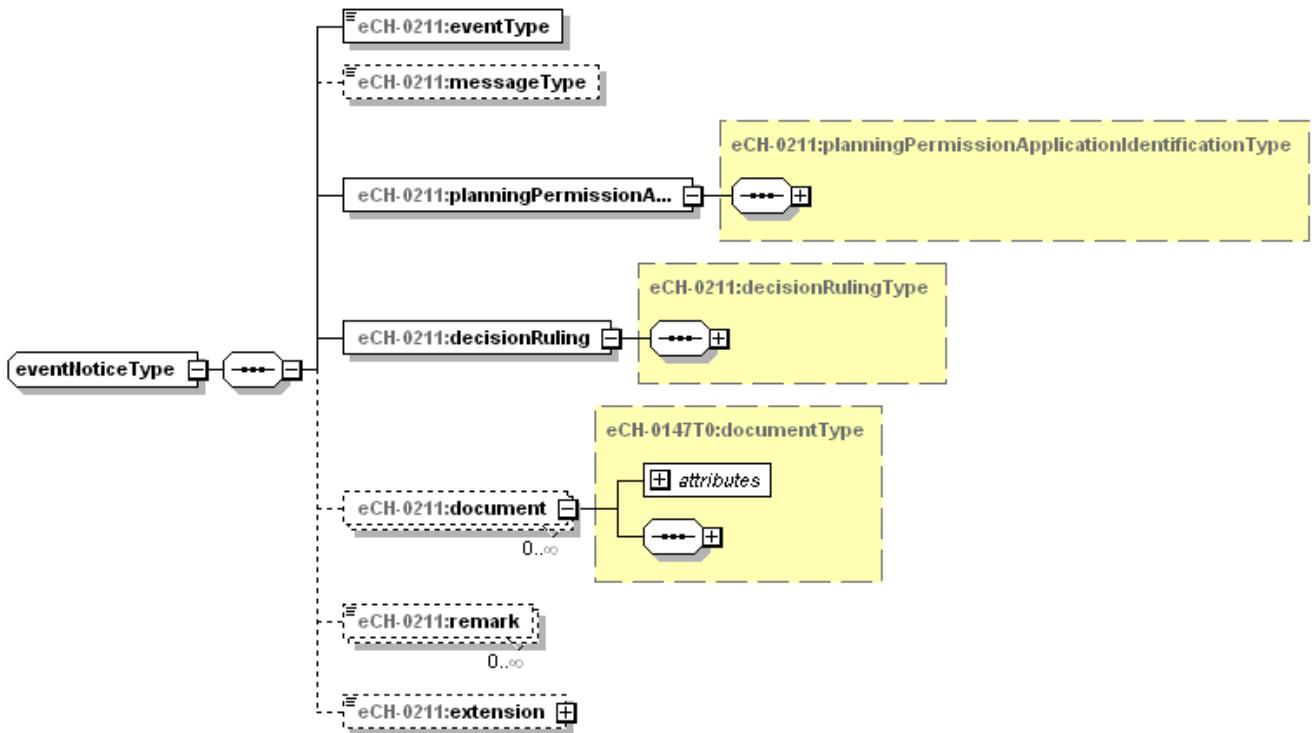 eCH-0211:eventType
eCH-0211:messageType
eCH-0211:planningPermissionApplicationIdentificationType
eCH-0211:planningPermissionA...
eCH-0211:decisionRulingType
eCH-0211:decisionRuling
eventNoticeType
eCH-0147T0:documentType
attributes
eCH-0211:document
0..∞
eCH-0211:remark
0..∞
eCH-0211:extension